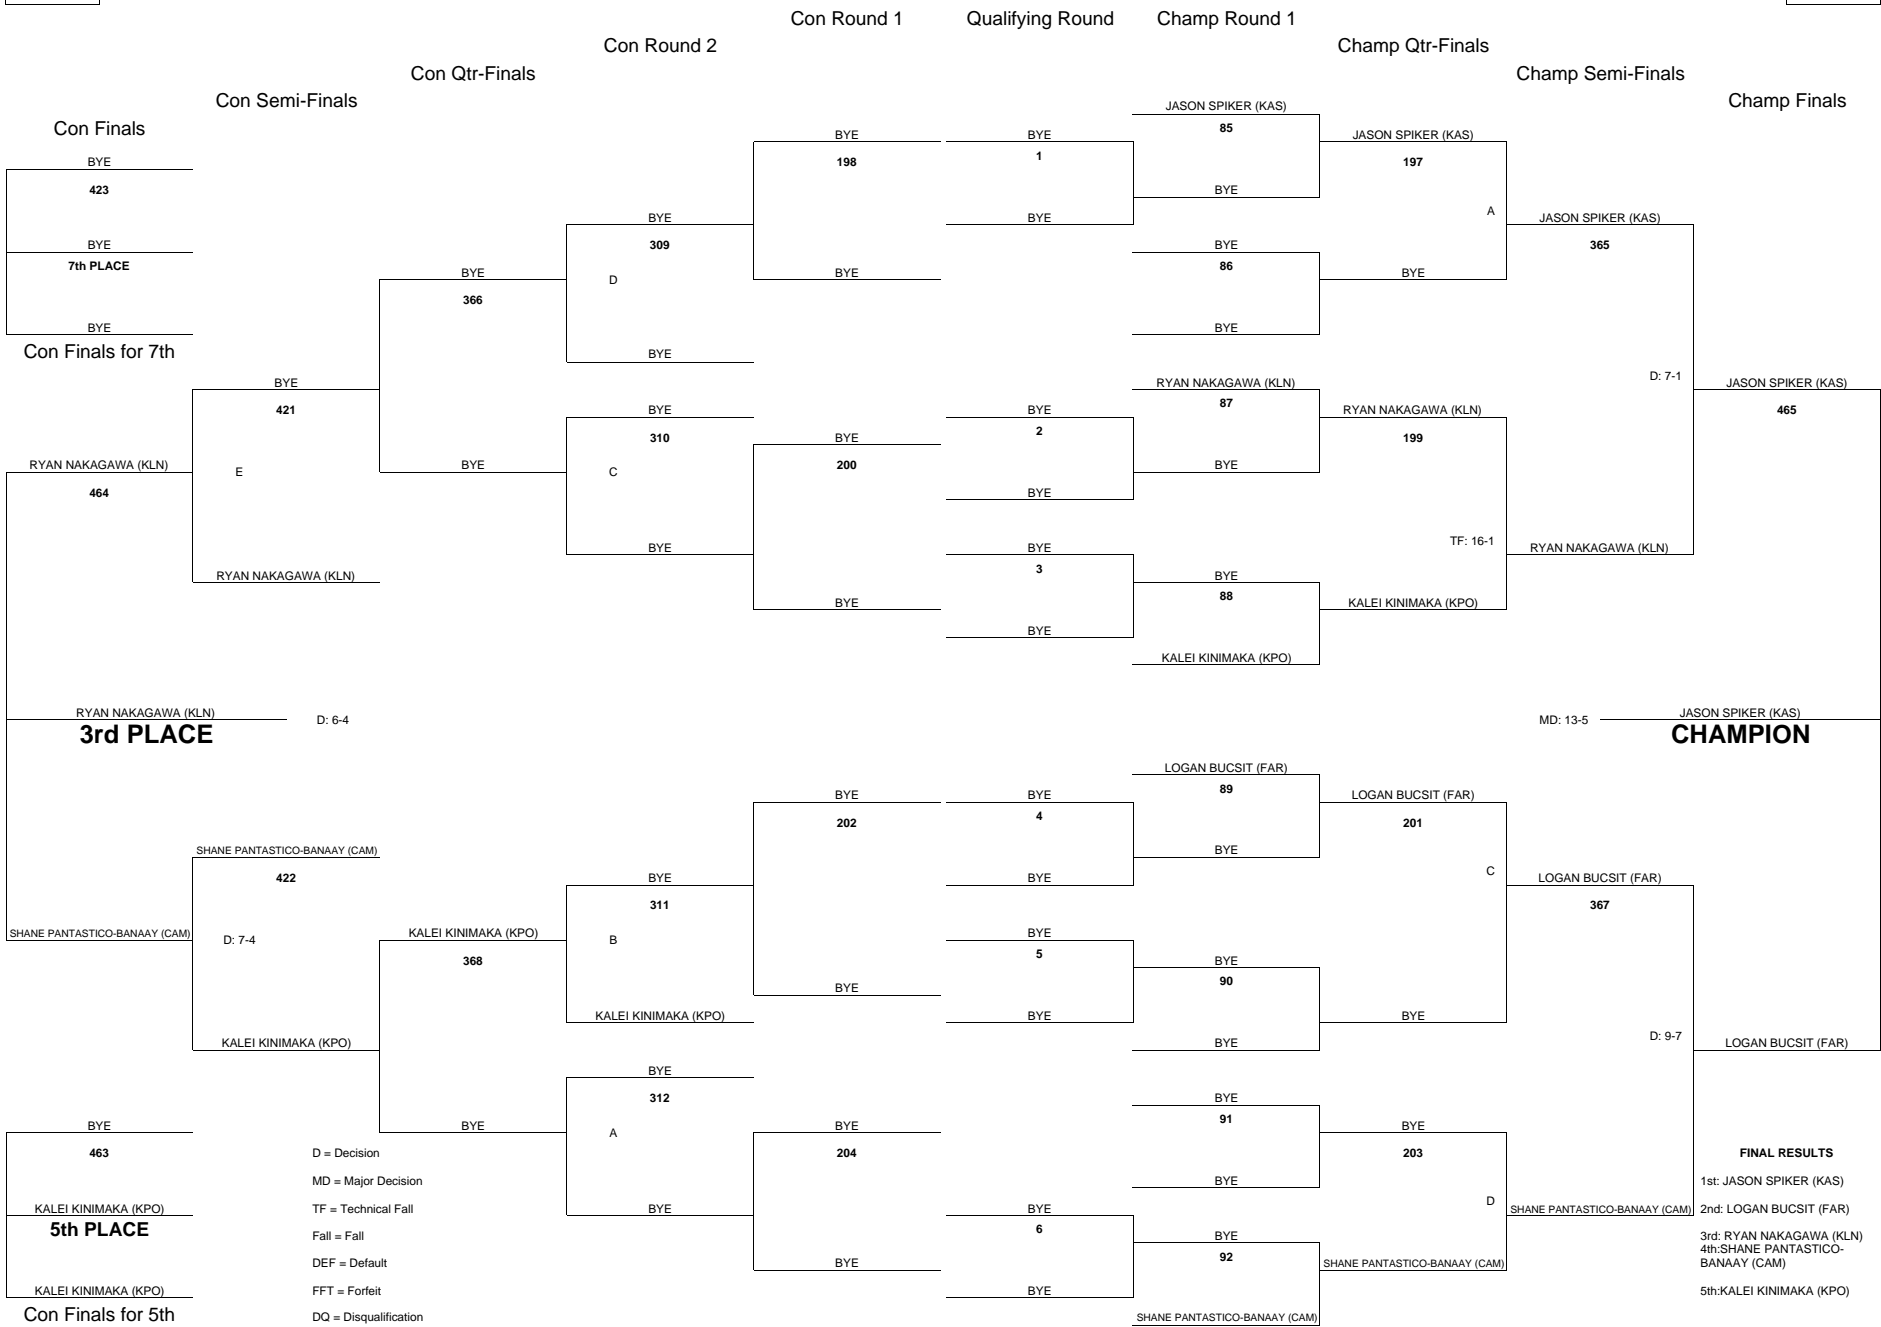 Con Round 1
Qualifying Round
Champ Round 1
Con Round 2
Champ Qtr-Finals
Con Qtr-Finals
Champ Semi-Finals
Con Semi-Finals
Champ Finals
Con Finals
BYE
423
BYE
7th PLACE
BYE
Con Finals for 7th
RYAN NAKAGAWA (KLN)
464
RYAN NAKAGAWA (KLN)
3rd PLACE
D: 6-4
SHANE PANTASTICO-BANAAY (CAM)
BYE
463
KALEI KINIMAKA (KPO)
5th PLACE
KALEI KINIMAKA (KPO)
Con Finals for 5th
BYE
421
E
RYAN NAKAGAWA (KLN)
SHANE PANTASTICO-BANAAY (CAM)
422
D: 7-4
KALEI KINIMAKA (KPO)
D = Decision
MD = Major Decision
TF = Technical Fall
Fall = Fall
DEF = Default
FFT = Forfeit
DQ = Disqualification
BYE
366
BYE
KALEI KINIMAKA (KPO)
368
BYE
BYE
309
D
BYE
BYE
310
C
BYE
BYE
311
B
KALEI KINIMAKA (KPO)
BYE
312
A
BYE
BYE
198
BYE
BYE
200
BYE
BYE
202
BYE
BYE
204
BYE
BYE
1
BYE
BYE
2
BYE
BYE
3
BYE
BYE
4
BYE
BYE
5
BYE
BYE
6
BYE
JASON SPIKER (KAS)
85
BYE
BYE
86
BYE
RYAN NAKAGAWA (KLN)
87
BYE
BYE
88
KALEI KINIMAKA (KPO)
LOGAN BUCSIT (FAR)
89
BYE
BYE
90
BYE
BYE
91
BYE
BYE
92
SHANE PANTASTICO-BANAAY (CAM)
JASON SPIKER (KAS)
197
A
BYE
RYAN NAKAGAWA (KLN)
199
TF: 16-1
KALEI KINIMAKA (KPO)
LOGAN BUCSIT (FAR)
201
C
BYE
BYE
203
D
SHANE PANTASTICO-BANAAY (CAM)
JASON SPIKER (KAS)
365
D: 7-1
RYAN NAKAGAWA (KLN)
LOGAN BUCSIT (FAR)
367
D: 9-7
SHANE PANTASTICO-BANAAY (CAM)
JASON SPIKER (KAS)
465
MD: 13-5
JASON SPIKER (KAS)
CHAMPION
LOGAN BUCSIT (FAR)
FINAL RESULTS
1st: JASON SPIKER (KAS)
2nd: LOGAN BUCSIT (FAR)
3rd: RYAN NAKAGAWA (KLN)
4th:SHANE PANTASTICO-
BANAAY (CAM)
5th:KALEI KINIMAKA (KPO)